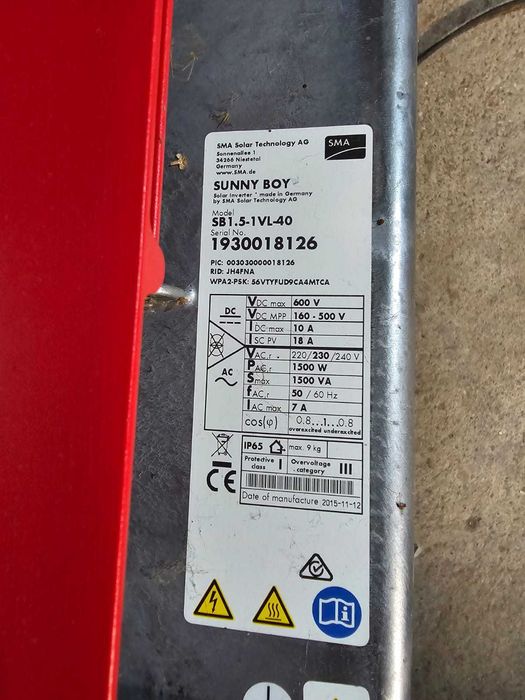 SMA Solar Technology AG
Sonnenallee 1
34266 Niestetal
Germany
www.SMA.de
SMA
SUNNY BOY
Solar Inverter * made in Germany
by SMA Solar Technology AG
Model
SB1.5-1VL-40
Serial No.
1930018126
PIC: 003030000018126
RID: JH4FNA
WPA2-PSK: 56VTYFUD9CA4MTCA
DC
VDC max 600 V
VDC MPP 160 - 500 V
IDC max 10 A
ISC PV 18 A
AC
VAC,r 220/230/240 V
PAC,r 1500 W
Smax 1500 VA
fAC,r 50 / 60 Hz
IAC max 7 A
cos(φ) 0.8...1...0.8
overexcited underexcited
IP65 max. 9 kg
Protective class I Overvoltage category III
CE
Date of manufacture 2015-11-12
i